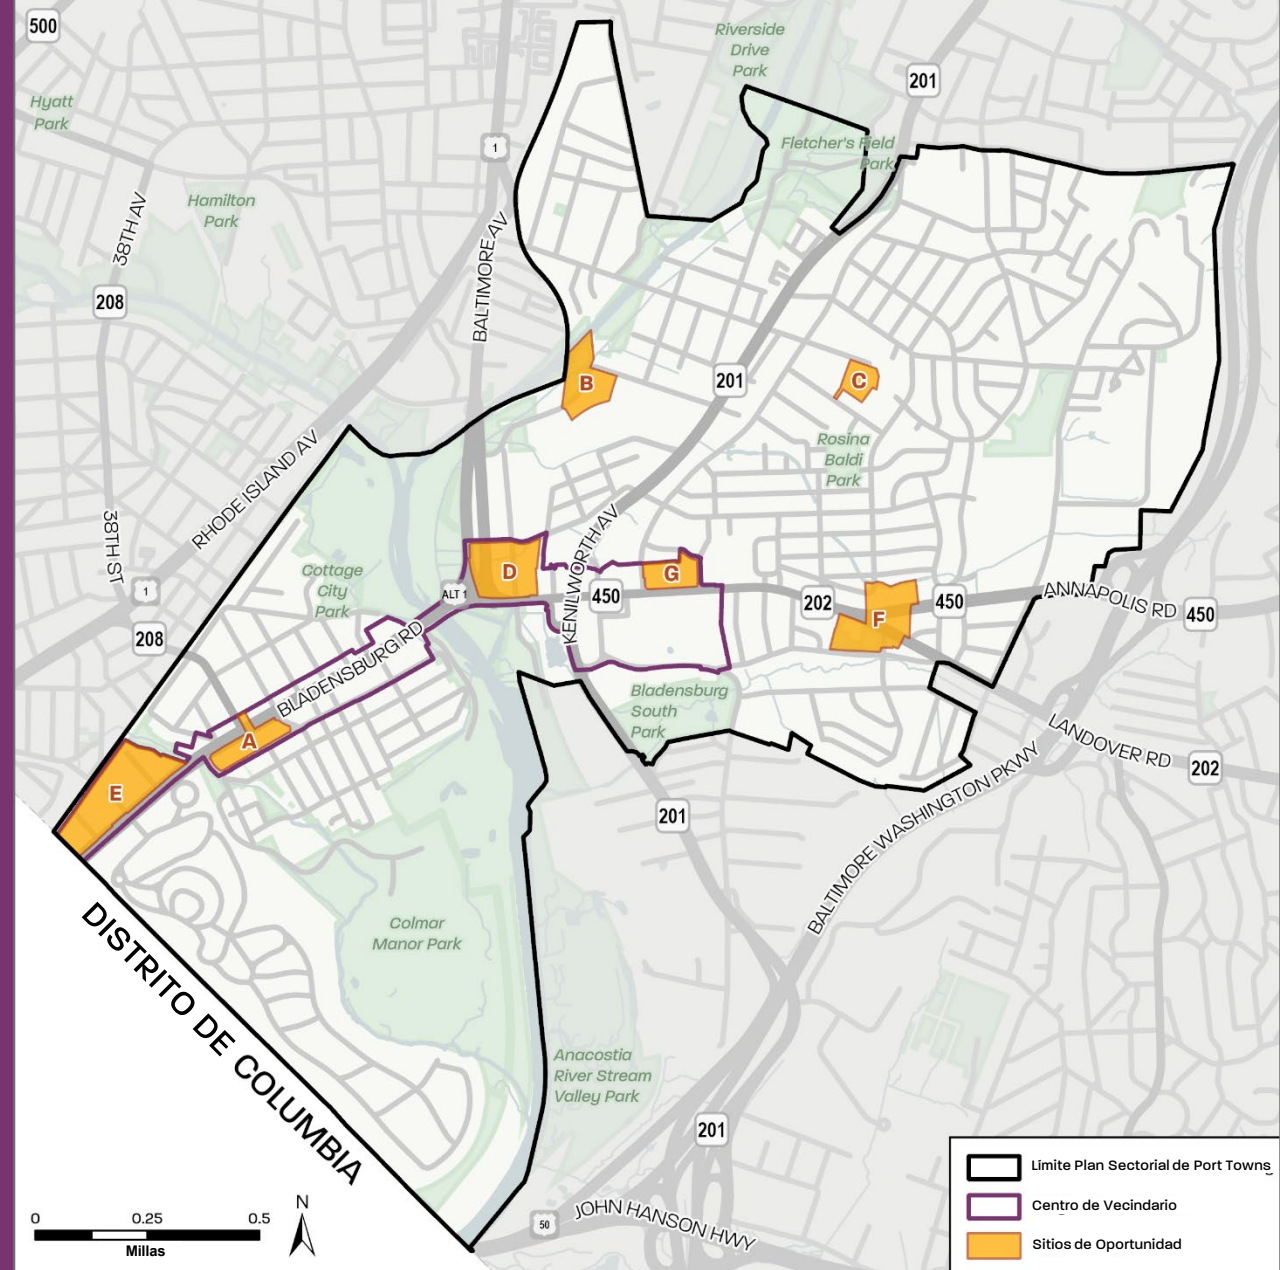 500
Riverside
Drive
Park
201
Hyatt
Park
1
Fletcher's Field
Park
Hamilton
Park
38TH AV
BALTIMORE AV
208
201
B
C
RHODE ISLAND AV
Rosina
Baldi
Park
38TH ST
KENILWORTH AV
Cottage
City
Park
D
G
ALT 1
450
202
450
ANNAPOLIS RD
450
1
208
F
BLADENSBURG RD
Bladensburg
South
Park
A
LANDOVER RD
202
E
BALTIMORE WASHINGTON PKWY
201
DISTRITO DE COLUMBIA
Colmar
Manor Park
Anacostia
River Stream
Valley Park
201
50
JOHN HANSON HWY
0 0.25 0.5
Millas
N
Límite Plan Sectorial de Port Towns
Centro de Vecindario
Sitios de Oportunidad